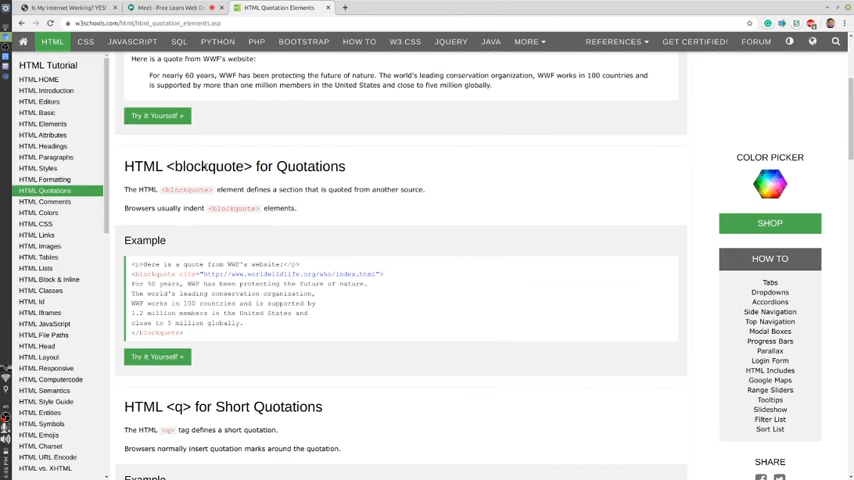 Is My Internet Working? YES!
Meet - Free Learn Web De
HTML Quotation Elements
w3schools.com/html/html_quotation_elements.asp
HTML CSS JAVASCRIPT SQL PYTHON PHP BOOTSTRAP HOW TO W3.CSS JQUERY JAVA MORE REFERENCES GET CERTIFIED! FORUM
HTML Tutorial
HTML HOME
HTML Introduction
HTML Editors
HTML Basic
HTML Elements
HTML Attributes
HTML Headings
HTML Paragraphs
HTML Styles
HTML Formatting
HTML Quotations
HTML Comments
HTML Colors
HTML CSS
HTML Links
HTML Images
HTML Tables
HTML Lists
HTML Block & Inline
HTML Classes
HTML Id
HTML Iframes
HTML JavaScript
HTML File Paths
HTML Head
HTML Layout
HTML Responsive
HTML Computercode
HTML Semantics
HTML Style Guide
HTML Entities
HTML Symbols
HTML Emojis
HTML Charset
HTML URL Encode
HTML vs. XHTML
Here is a quote from WWF's website:
For nearly 60 years, WWF has been protecting the future of nature. The world's leading conservation organization, WWF works in 100 countries and
is supported by more than one million members in the United States and close to five million globally.
Try it Yourself »
HTML <blockquote> for Quotations
The HTML <blockquote> element defines a section that is quoted from another source.
Browsers usually indent <blockquote> elements.
Example
<p>Here is a quote from WWF's website:</p>
<blockquote cite="http://www.worldwildlife.org/who/index.html">
For 50 years, WWF has been protecting the future of nature.
The world's leading conservation organization,
WWF works in 100 countries and is supported by
1.2 million members in the United States and
close to 5 million globally.
</blockquote>
Try it Yourself »
HTML <q> for Short Quotations
The HTML <q> tag defines a short quotation.
Browsers normally insert quotation marks around the quotation.
Example
COLOR PICKER
SHOP
HOW TO
Tabs
Dropdowns
Accordions
Side Navigation
Top Navigation
Modal Boxes
Progress Bars
Parallax
Login Form
HTML Includes
Google Maps
Range Sliders
Tooltips
Slideshow
Filter List
Sort List
SHARE